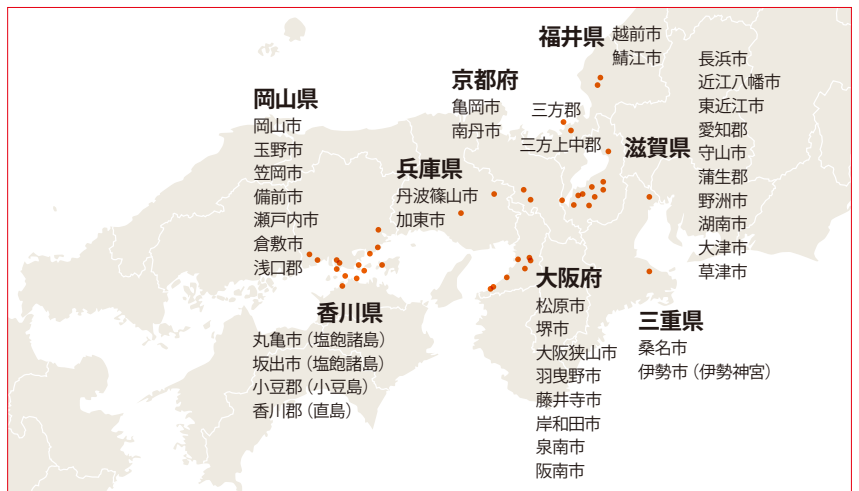 福井県
越前市
鯖江市
三方郡
三方上中郡
京都府
亀岡市
南丹市
滋賀県
長浜市
近江八幡市
東近江市
愛知郡
守山市
蒲生郡
野洲市
湖南市
大津市
草津市
岡山県
岡山市
玉野市
笠岡市
備前市
瀬戸内市
倉敷市
浅口郡
兵庫県
丹波篠山市
加東市
香川県
丸亀市（塩飽諸島）
坂出市（塩飽諸島）
小豆郡（小豆島）
香川郡（直島）
大阪府
松原市
堺市
大阪狭山市
羽曳野市
藤井寺市
岸和田市
泉南市
阪南市
三重県
桑名市
伊勢市（伊勢神宮）